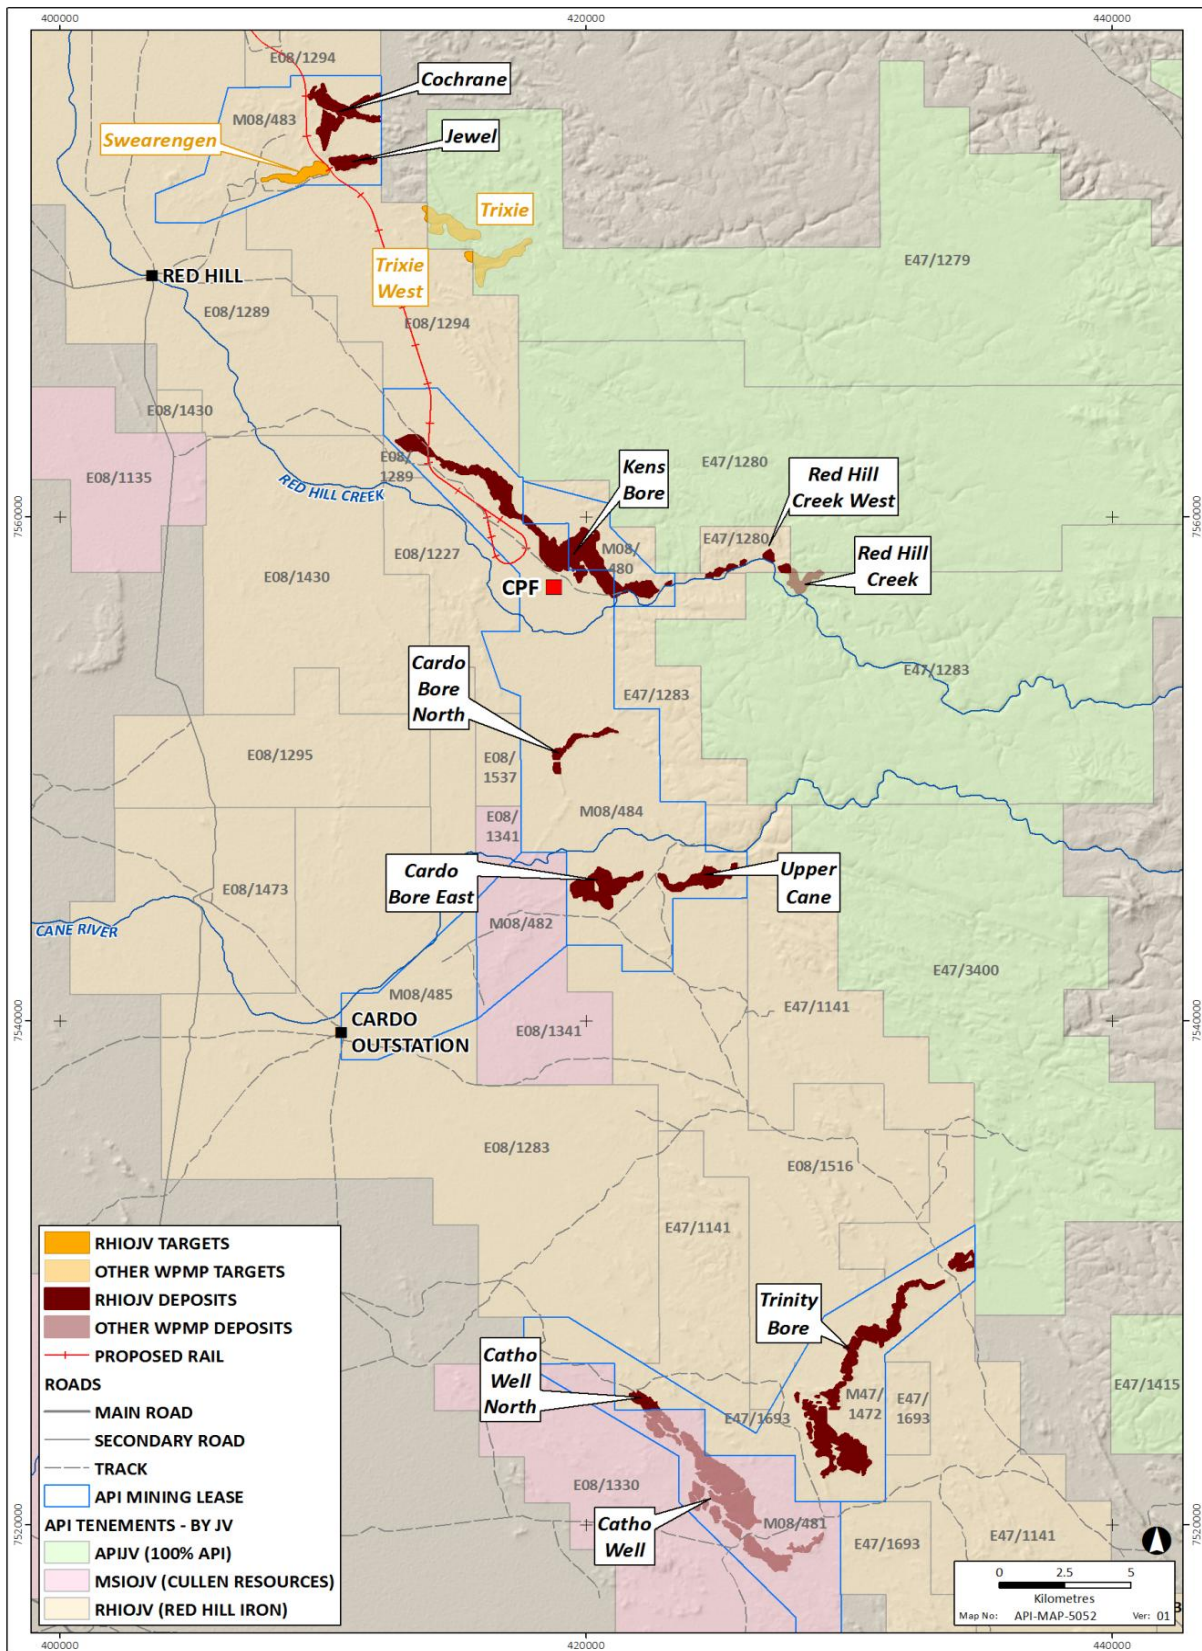 400000
420000
440000
E08/1294
Cochrane
M08/483
Swearengen
Jewel
Trixie
Trixie
West
E47/1279
RED HILL
E08/1289
E08/1294
E08/1430
E08/1135
E08/
1289
RED HILL CREEK
Kens
Bore
E47/1280
Red Hill
Creek West
7560000
7560000
E08/1227
M08/
480
E47/1280
Red Hill
Creek
E08/1430
CPF
Cardo
Bore
North
E47/1283
E47/1283
E08/1295
E08/
1537
E08/
1341
M08/484
Cardo
Bore East
Upper
Cane
E08/1473
CANE RIVER
M08/482
E47/3400
M08/485
E47/1141
7540000
7540000
CARDO
OUTSTATION
E08/1341
E08/1283
E08/1516
E47/1141
Trinity
Bore
Catho
Well
North
E47/1693
M47/
1472
E47/
1693
E47/1415
E08/1330
Catho
Well
M08/481
7520000
7520000
E47/1693
E47/1141
RHIOJV TARGETS
OTHER WPMP TARGETS
RHIOJV DEPOSITS
OTHER WPMP DEPOSITS
PROPOSED RAIL
ROADS
MAIN ROAD
SECONDARY ROAD
TRACK
API MINING LEASE
API TENEMENTS - BY JV
APIJV (100% API)
MSIOJV (CULLEN RESOURCES)
RHIOJV (RED HILL IRON)
0 2.5 5
Kilometres
Map No: API-MAP-5052 Ver: 01
400000
420000
440000